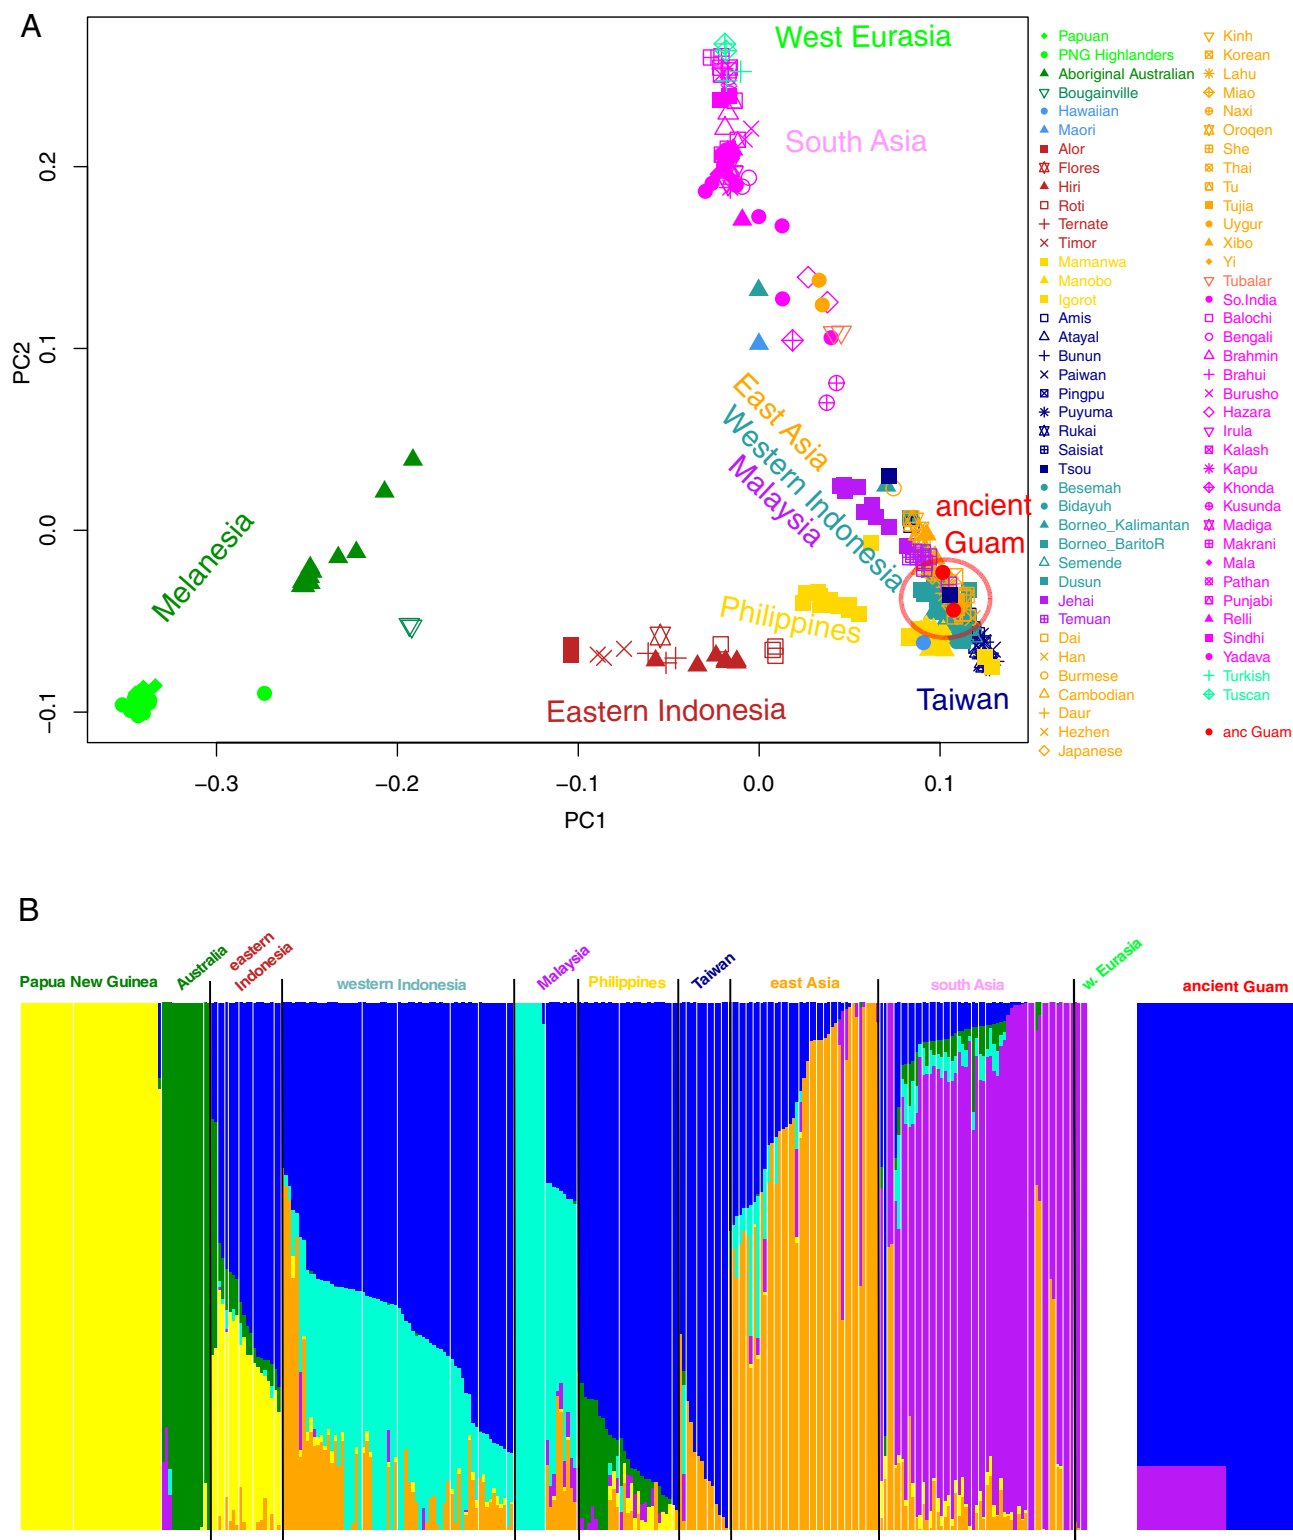 A
West Eurasia
South Asia
East Asia
Western Indonesia
Malaysia
ancient
Guam
Melanesia
Philippines
Eastern Indonesia
Taiwan
PC2
0.2
0.1
0.0
−0.1
−0.3
−0.2
−0.1
0.0
0.1
PC1
Papuan
PNG Highlanders
Aboriginal Australian
Bougainville
Hawaiian
Maori
Alor
Flores
Hiri
Roti
Ternate
Timor
Mamanwa
Manobo
Igorot
Amis
Atayal
Bunun
Paiwan
Pingpu
Puyuma
Rukai
Saisiat
Tsou
Besemah
Bidayuh
Borneo_Kalimantan
Borneo_BaritoR
Semende
Dusun
Jehai
Temuan
Dai
Han
Burmese
Cambodian
Daur
Hezhen
Japanese
Kinh
Korean
Lahu
Miao
Naxi
Oroqen
She
Thai
Tu
Tujia
Uygur
Xibo
Yi
Tubalar
So.India
Balochi
Bengali
Brahmin
Brahui
Burusho
Hazara
Irula
Kalash
Kapu
Khonda
Kusunda
Madiga
Makrani
Mala
Pathan
Punjabi
Relli
Sindhi
Yadava
Turkish
Tuscan
anc Guam
B
Papua New Guinea
Australia
eastern
Indonesia
western Indonesia
Malaysia
Philippines
Taiwan
east Asia
south Asia
w. Eurasia
ancient Guam